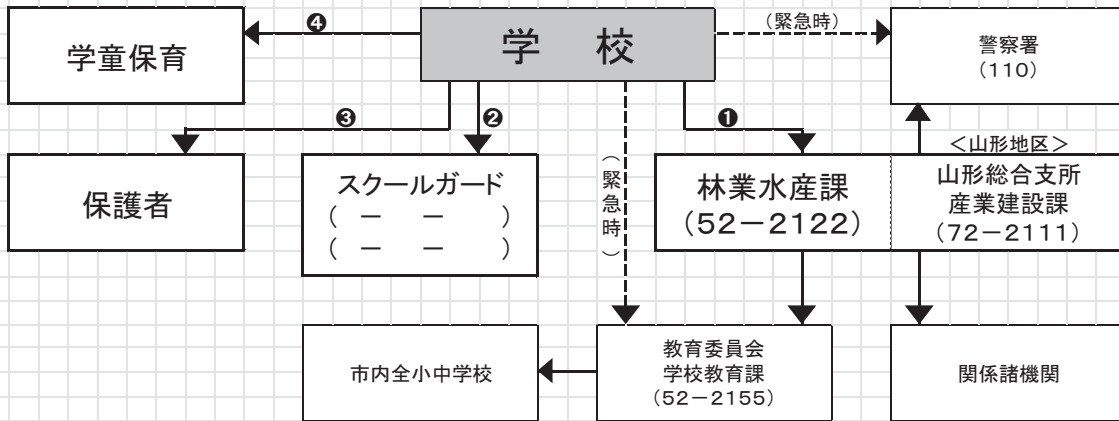 学童保育
❹
学　校
（緊急時）
警察署
（110）
❸
❷
❶
＜山形地区＞
保護者
スクールガード
（　－　－　）
（　－　－　）
（緊急時）
林業水産課
（52－2122）
山形総合支所
産業建設課
（72－2111）
市内全小中学校
教育委員会
学校教育課
（52－2155）
関係諸機関